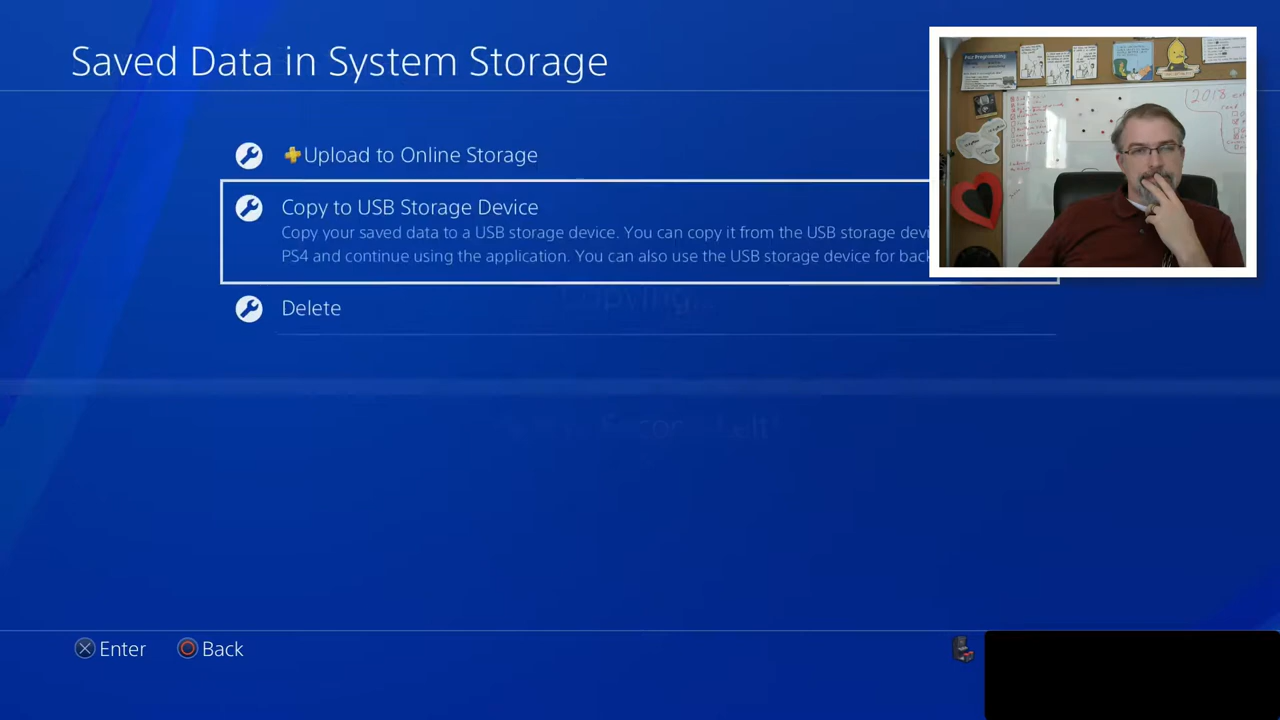 Saved Data in System Storage
Upload to Online Storage
Copy to USB Storage Device
Copy your saved data to a USB storage device. You can copy it from the USB storage
PS4 and continue using the application. You can also use the USB storage device for
Copying
Delete
Enter
Back
2018